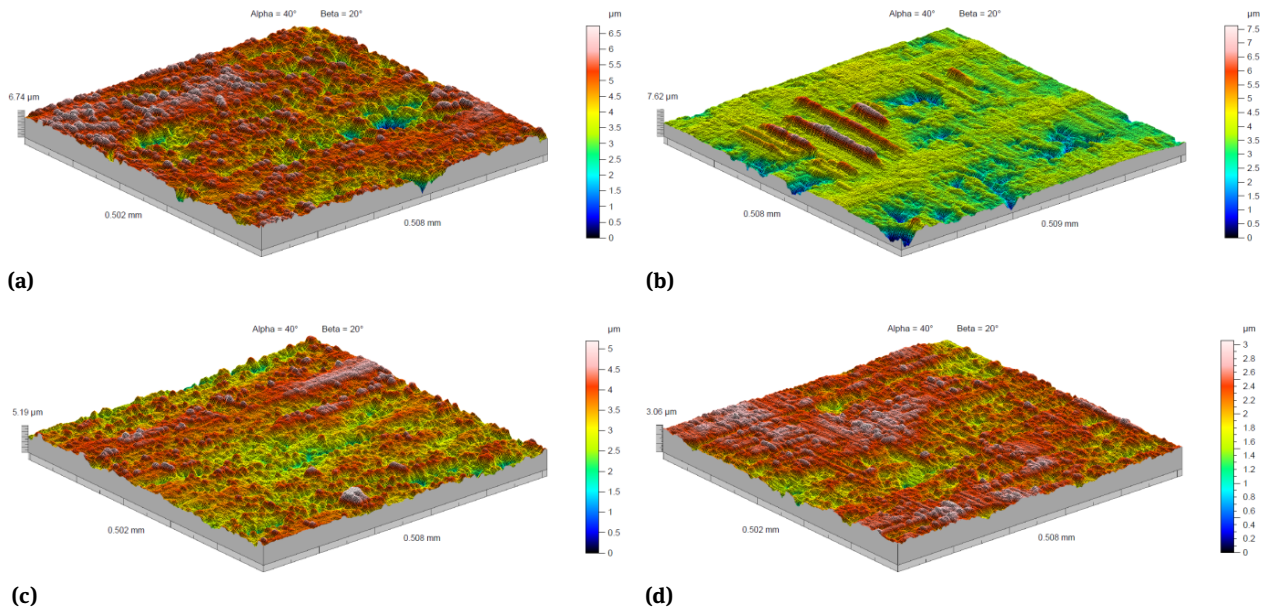 Alpha = 40° Beta = 20°
µm
6.5
6
5.5
5
4.5
4
3.5
3
2.5
2
1.5
1
0.5
0
6.74 µm
0.502 mm
0.508 mm
(a)
Alpha = 40° Beta = 20°
µm
7.5
7
6.5
6
5.5
5
4.5
4
3.5
3
2.5
2
1.5
1
0.5
0
7.62 µm
0.508 mm
0.509 mm
(b)
Alpha = 40° Beta = 20°
µm
5
4.5
4
3.5
3
2.5
2
1.5
1
0.5
0
5.19 µm
0.502 mm
0.508 mm
(c)
Alpha = 40° Beta = 20°
µm
3
2.8
2.6
2.4
2.2
2
1.8
1.6
1.4
1.2
1
0.8
0.6
0.4
0.2
0
3.06 µm
0.502 mm
0.508 mm
(d)